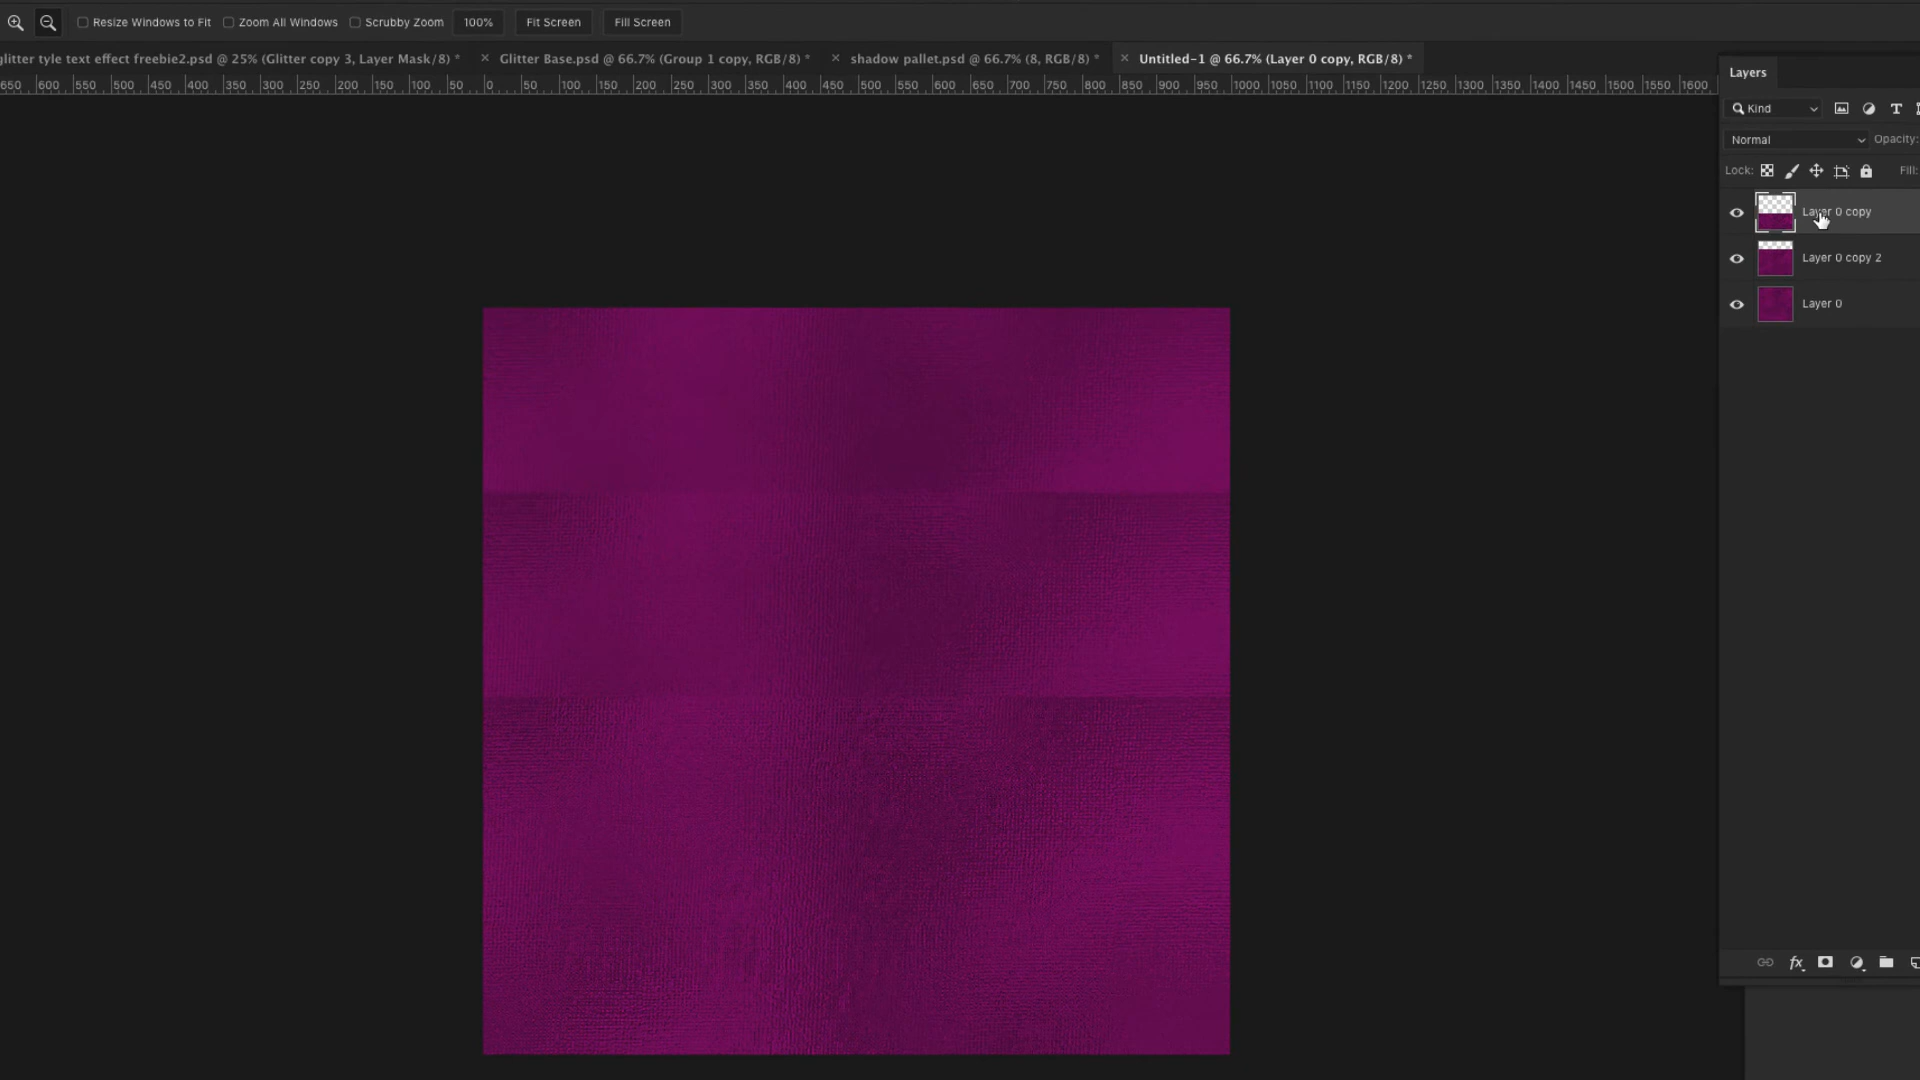 Resize Windows to Fit Zoom All Windows Scrubby Zoom 100% Fit Screen Fill Screen
glitter tyle text effect freebie2.psd @ 25% (Glitter copy 3, Layer Mask/8) * × Glitter Base.psd @ 66.7% (Group 1 copy, RGB/8) * × shadow pallet.psd @ 66.7% (8, RGB/8) * × Untitled-1 @ 66.7% (Layer 0 copy, RGB/8) *
650 600 550 500 450 400 350 300 250 200 150 100 50 0 50 100 150 200 250 300 350 400 450 500 550 600 650 700 750 800 850 900 950 1000 1050 1100 1150 1200 1250 1300 1350 1400 1450 1500 1550 1600
Layers
Kind
Normal Opacity:
Lock: Fill:
Layer 0 copy
Layer 0 copy 2
Layer 0
fx